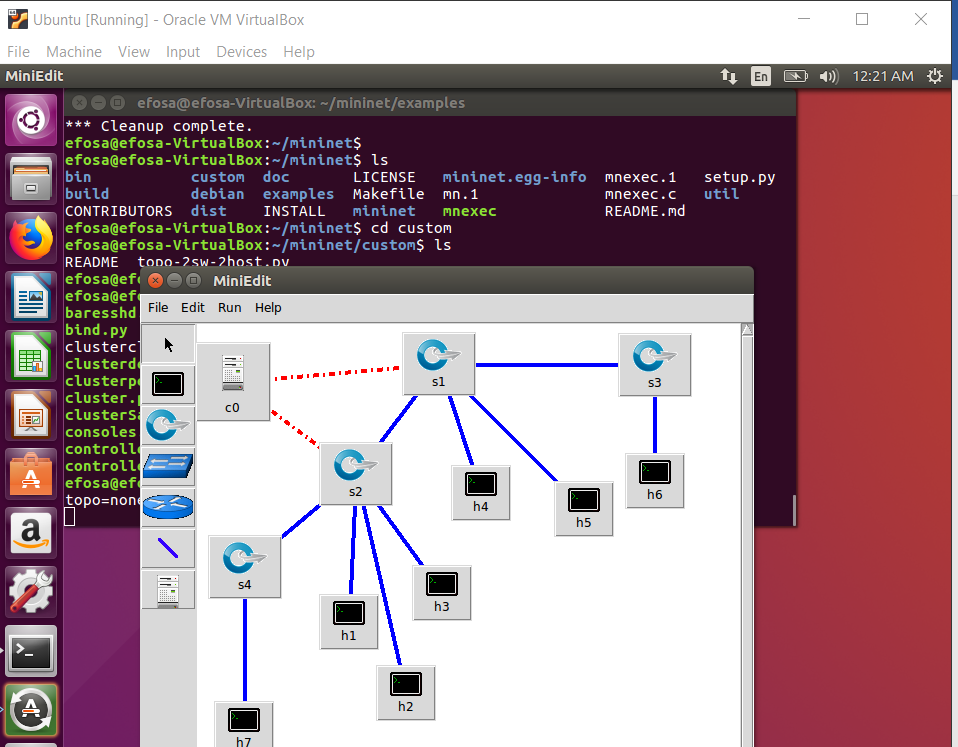 Ubuntu [Running] - Oracle VM VirtualBox
File Machine View Input Devices Help
MiniEdit En 12:21 AM
efosa@efosa-VirtualBox: ~/mininet/examples
*** Cleanup complete.
efosa@efosa-VirtualBox:~/mininet$
efosa@efosa-VirtualBox:~/mininet$ ls
bin custom doc LICENSE mininet.egg-info mnexec.1 setup.py
build debian examples Makefile mn.1 mnexec.c util
CONTRIBUTORS dist INSTALL mininet mnexec README.md
efosa@efosa-VirtualBox:~/mininet$ cd custom
efosa@efosa-VirtualBox:~/mininet/custom$ ls
README topo-2sw-2host.py
MiniEdit
File Edit Run Help
baresshd
bind.py
consoles
topo=none
s1
s3
c0
s2
h4
h6
h5
s4
h3
h1
h2
h7